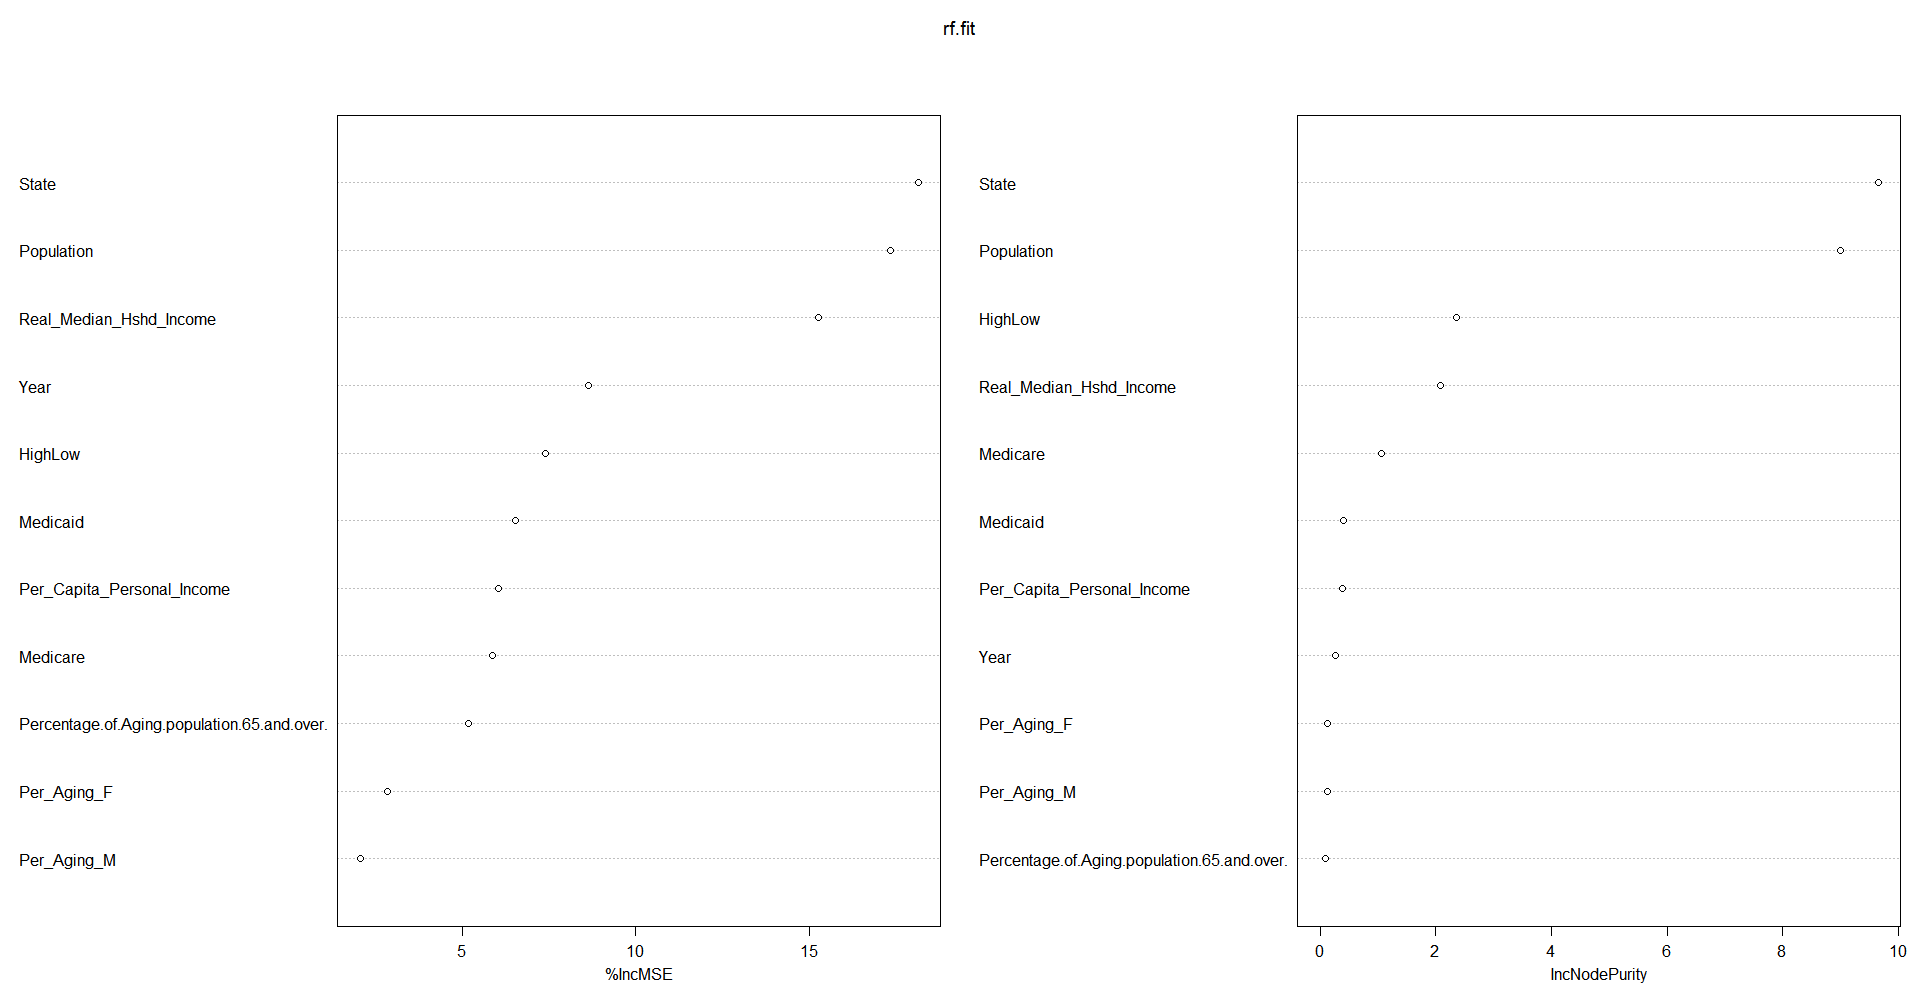 rf.fit
State
Population
Real_Median_Hshd_Income
Year
HighLow
Medicaid
Per_Capita_Personal_Income
Medicare
Percentage.of.Aging.population.65.and.over.
Per_Aging_F
Per_Aging_M
5 10 15
%IncMSE
State
Population
HighLow
Real_Median_Hshd_Income
Medicare
Medicaid
Per_Capita_Personal_Income
Year
Per_Aging_F
Per_Aging_M
Percentage.of.Aging.population.65.and.over.
0 2 4 6 8 10
IncNodePurity